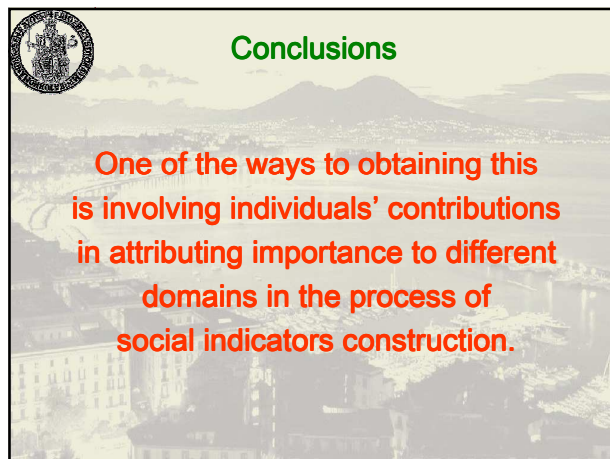 Conclusions
One of the ways to obtaining this
is involving individuals’ contributions
in attributing importance to different
domains in the process of
social indicators construction.